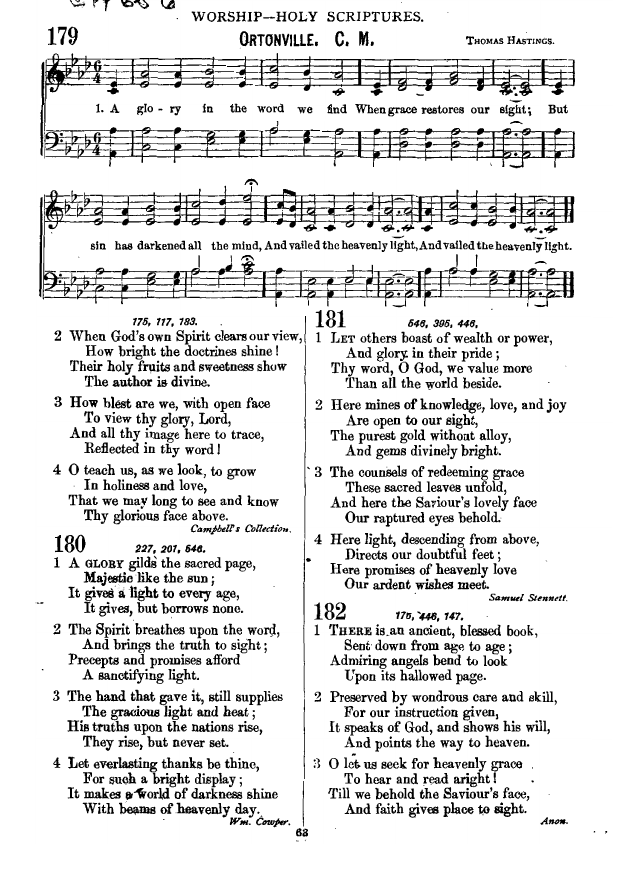 WORSHIP--HOLY SCRIPTURES.
179
ORTONVILLE. C. M.
THOMAS HASTINGS.
1. A glo - ry in the word we find When grace restores our sight; But
sin has darkened all the mind, And vailed the heavenly light, And vailed the heavenly light.
175, 117, 183.
2 When God's own Spirit clears our view,
How bright the doctrines shine!
Their holy fruits and sweetness show
The author is divine.
3 How blest are we, with open face
To view thy glory, Lord,
And all thy image here to trace,
Reflected in thy word!
4 O teach us, as we look, to grow
In holiness and love,
That we may long to see and know
Thy glorious face above.
Campbell's Collection.
180
227, 201, 546.
1 A GLORY gilds the sacred page,
Majestic like the sun;
It gives a light to every age,
It gives, but borrows none.
2 The Spirit breathes upon the word,
And brings the truth to sight;
Precepts and promises afford
A sanctifying light.
3 The hand that gave it, still supplies
The gracious light and heat;
His truths upon the nations rise,
They rise, but never set.
4 Let everlasting thanks be thine,
For such a bright display;
It makes a world of darkness shine
With beams of heavenly day.
Wm. Cowper.
181
546, 395, 446,
1 LET others boast of wealth or power,
And glory in their pride;
Thy word, O God, we value more
Than all the world beside.
2 Here mines of knowledge, love, and joy
Are open to our sight,
The purest gold without alloy,
And gems divinely bright.
3 The counsels of redeeming grace
These sacred leaves unfold,
And here the Saviour's lovely face
Our raptured eyes behold.
4 Here light, descending from above,
Directs our doubtful feet;
Here promises of heavenly love
Our ardent wishes meet.
Samuel Stennett.
182
175, 446, 147.
1 THERE is an ancient, blessed book,
Sent down from age to age;
Admiring angels bend to look
Upon its hallowed page.
2 Preserved by wondrous care and skill,
For our instruction given,
It speaks of God, and shows his will,
And points the way to heaven.
3 O let us seek for heavenly grace
To hear and read aright!
Till we behold the Saviour's face,
And faith gives place to sight.
Anon.
63